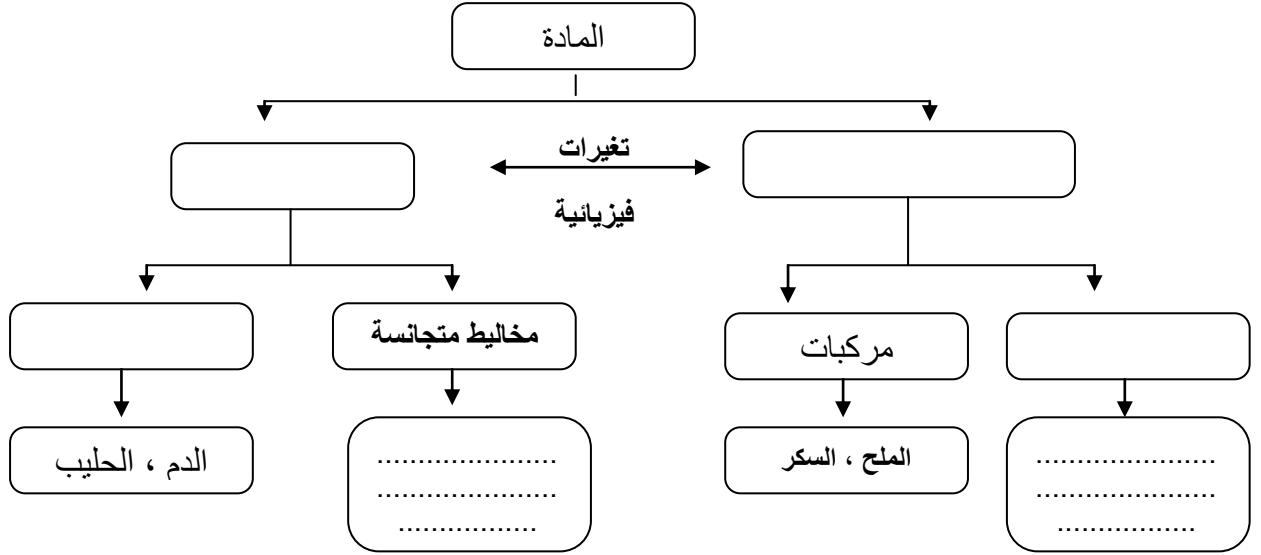 المادة
تغيرات
فيزيائية
مركبات
مخاليط متجانسة
.......................
.......................
.................
الملح ، السكر
.......................
.......................
..................
الدم ، الحليب